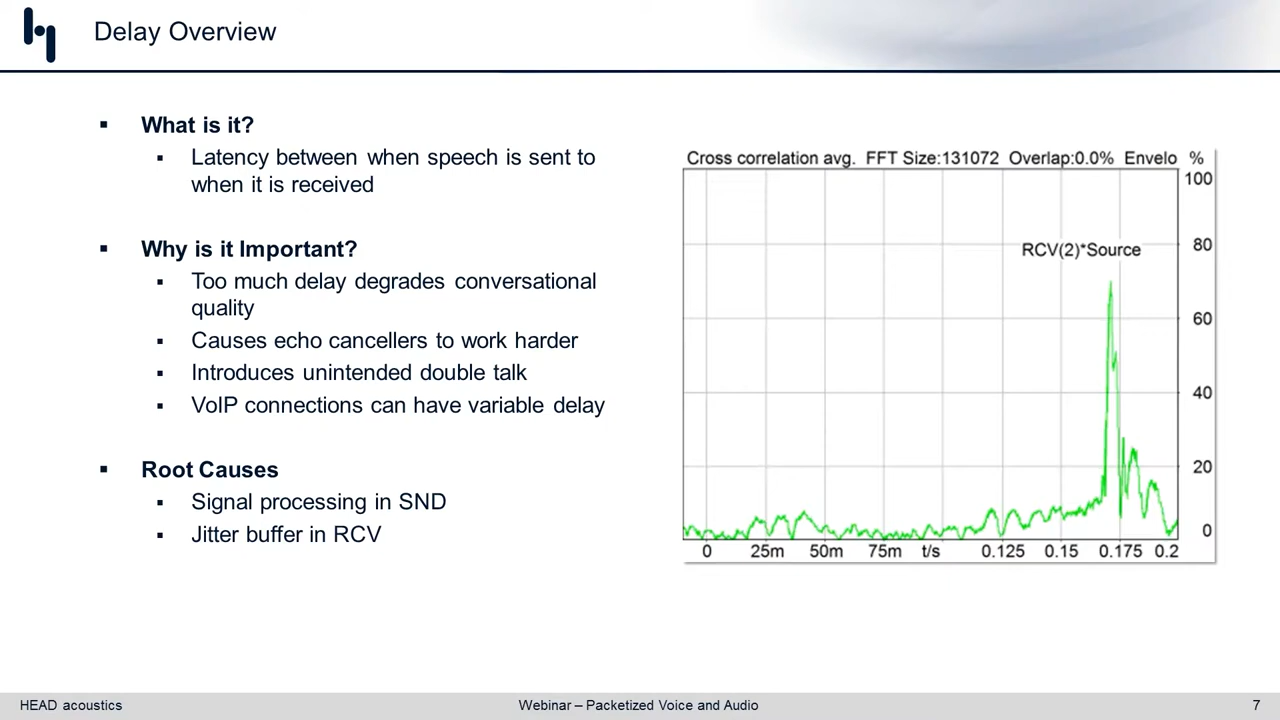 Delay Overview
What is it?
Latency between when speech is sent to
when it is received
Why is it Important?
Too much delay degrades conversational
quality
Causes echo cancellers to work harder
Introduces unintended double talk
VoIP connections can have variable delay
Root Causes
Signal processing in SND
Jitter buffer in RCV
Cross correlation avg. FFT Size:131072 Overlap:0.0% Envelo %
100
RCV(2)*Source
80
60
40
20
0
0 25m 50m 75m t/s 0.125 0.15 0.175 0.2
HEAD acoustics
Webinar – Packetized Voice and Audio
7